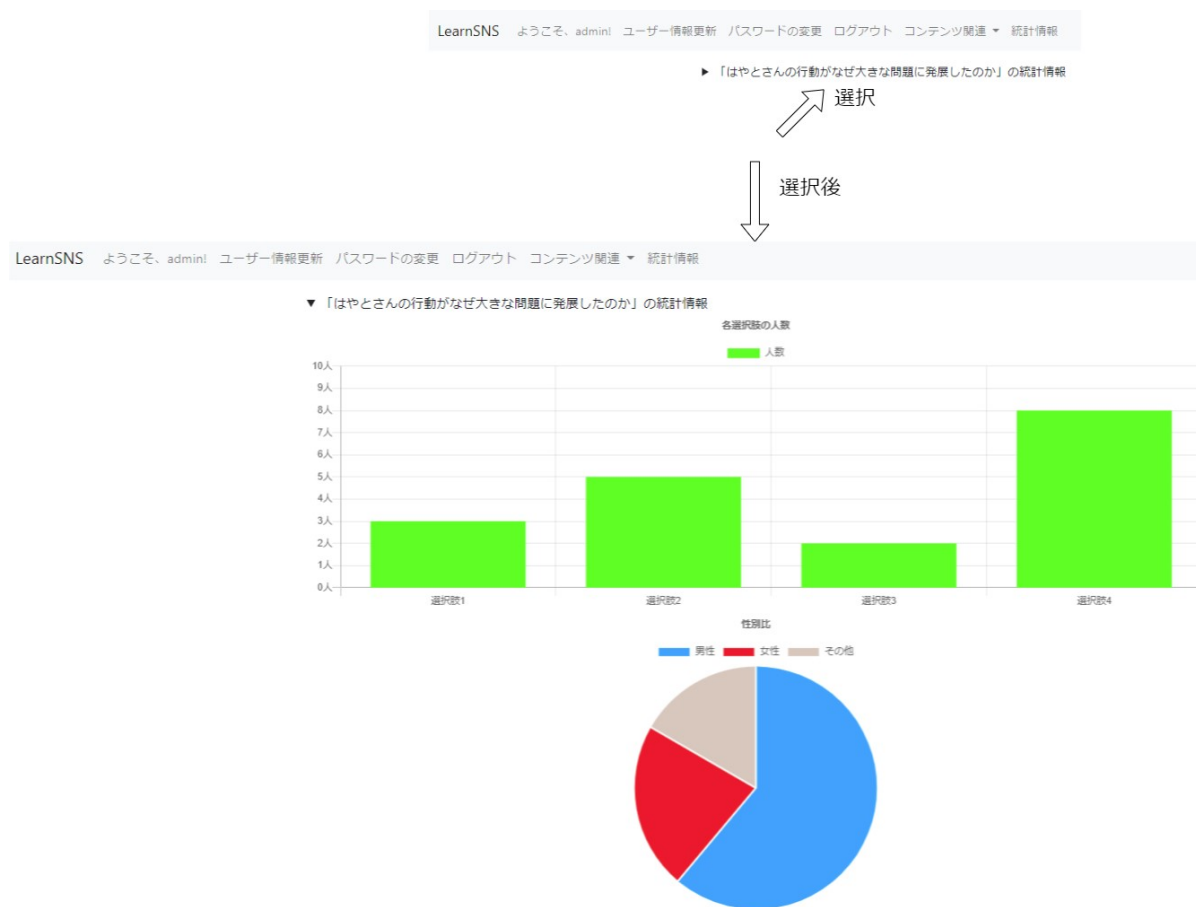 LearnSNS ようこそ、admin! ユーザー情報更新 パスワードの変更 ログアウト コンテンツ関連 ▼ 統計情報
▶ 「はやとさんの行動がなぜ大きな問題に発展したのか」の統計情報
選択
選択後
LearnSNS ようこそ、admin! ユーザー情報更新 パスワードの変更 ログアウト コンテンツ関連 ▼ 統計情報
▼ 「はやとさんの行動がなぜ大きな問題に発展したのか」の統計情報
各選択肢の人数
人数
10人
9人
8人
7人
6人
5人
4人
3人
2人
1人
0人
選択肢1 選択肢2 選択肢3 選択肢4
性別比
男性 女性 その他